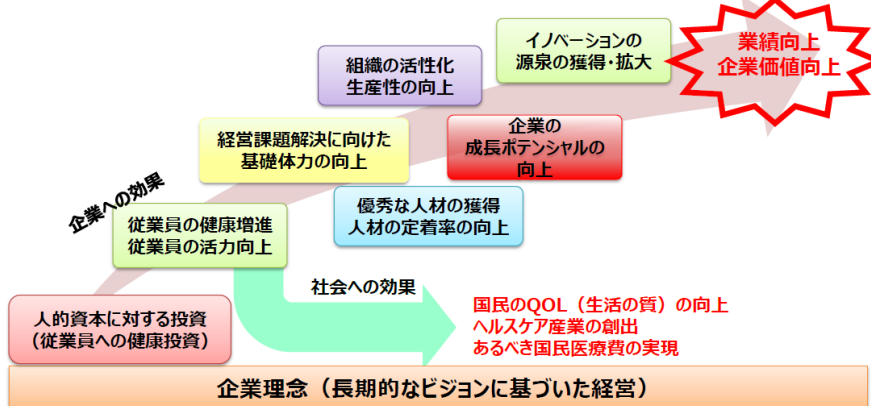 イノベーションの
源泉の獲得・拡大
業績向上
企業価値向上
組織の活性化
生産性の向上
経営課題解決に向けた
基礎体力の向上
企業の
成長ポテンシャルの
向上
企業への効果
従業員の健康増進
従業員の活力向上
優秀な人材の獲得
人材の定着率の向上
社会への効果
人的資本に対する投資
（従業員への健康投資）
国民のQOL（生活の質）の向上
ヘルスケア産業の創出
あるべき国民医療費の実現
企業理念（長期的なビジョンに基づいた経営）